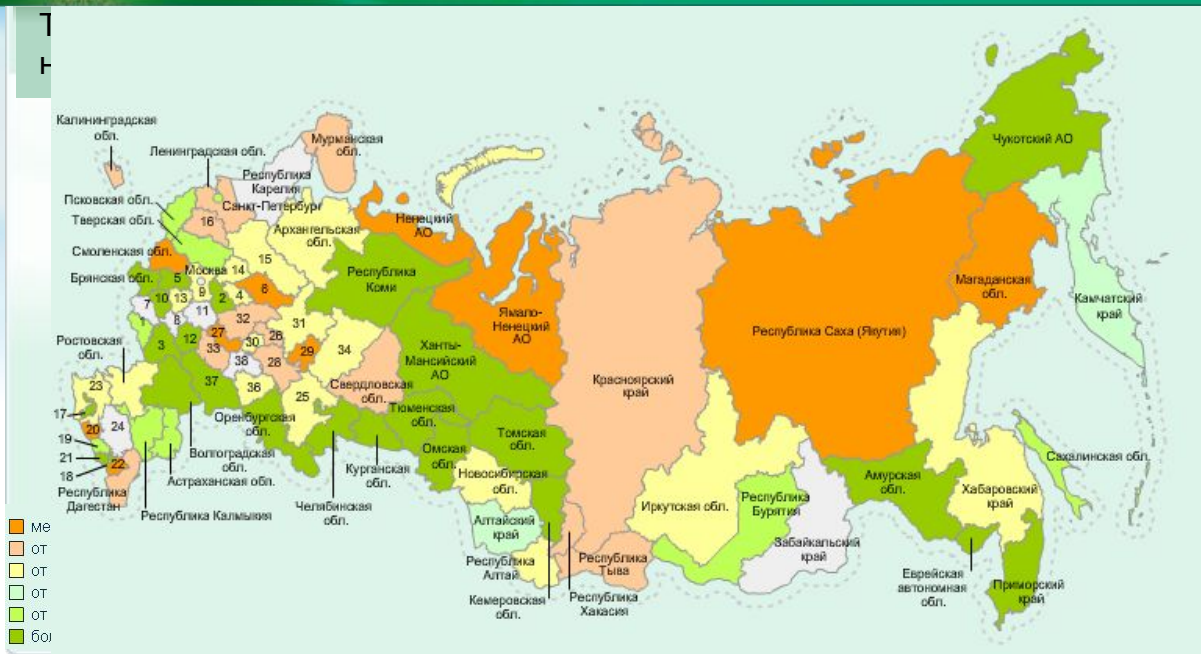 Т
н
Калининградская
обл.
Ленинградская обл.
Мурманская
обл.
Республика
Карелия
Санкт-Петербург
Псковская обл.
Тверская обл.
Смоленская обл.
Брянская обл.
Москва
Архангельская
обл.
Ненецкий
АО
Республика
Коми
Ямало-
Ненецкий
АО
Ханты-
Мансийский
АО
Красноярский
край
Республика Саха (Якутия)
Чукотский АО
Магаданская
обл.
Камчатский
край
Ростовская
обл.
Свердловская
обл.
Тюменская
обл.
Томская
обл.
Омская
обл.
Новосибирская
обл.
Оренбургская
обл.
Волгоградская
обл.
Астраханская обл.
Республика Калмыкия
Республика
Дагестан
Челябинская
обл.
Курганская
обл.
Алтайский
край
Республика
Алтай
Кемеровская
обл.
Республика
Хакасия
Республика
Тыва
Иркутская обл.
Республика
Бурятия
Забайкальский
край
Амурская
обл.
Еврейская
автономная
обл.
Хабаровский
край
Приморский
край
Сахалинская обл.
16
15
14
5
9
13
10
2
4
6
7
8
11
1
3
12
32
31
27
33
30
26
28
29
34
38
37
36
25
23
17
20
24
19
21
18
22
ме
от
от
от
от
бол